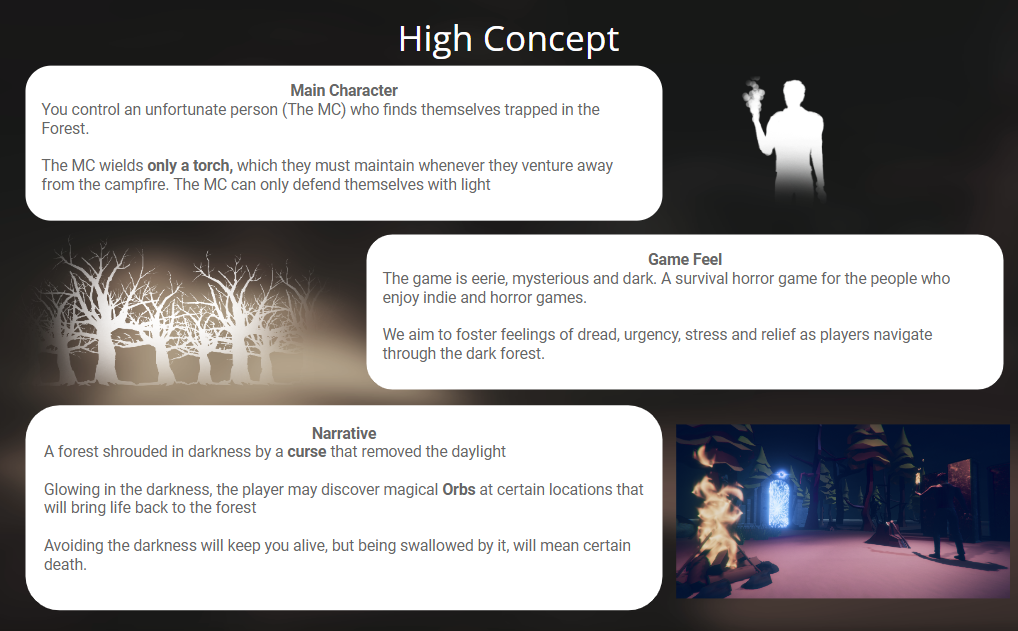 High Concept
Main Character
You control an unfortunate person (The MC) who finds themselves trapped in the
Forest.
The MC wields only a torch, which they must maintain whenever they venture away
from the campfire. The MC can only defend themselves with light
Game Feel
The game is eerie, mysterious and dark. A survival horror game for the people who
enjoy indie and horror games.
We aim to foster feelings of dread, urgency, stress and relief as players navigate
through the dark forest.
Narrative
A forest shrouded in darkness by a curse that removed the daylight
Glowing in the darkness, the player may discover magical Orbs at certain locations that
will bring life back to the forest
Avoiding the darkness will keep you alive, but being swallowed by it, will mean certain
death.